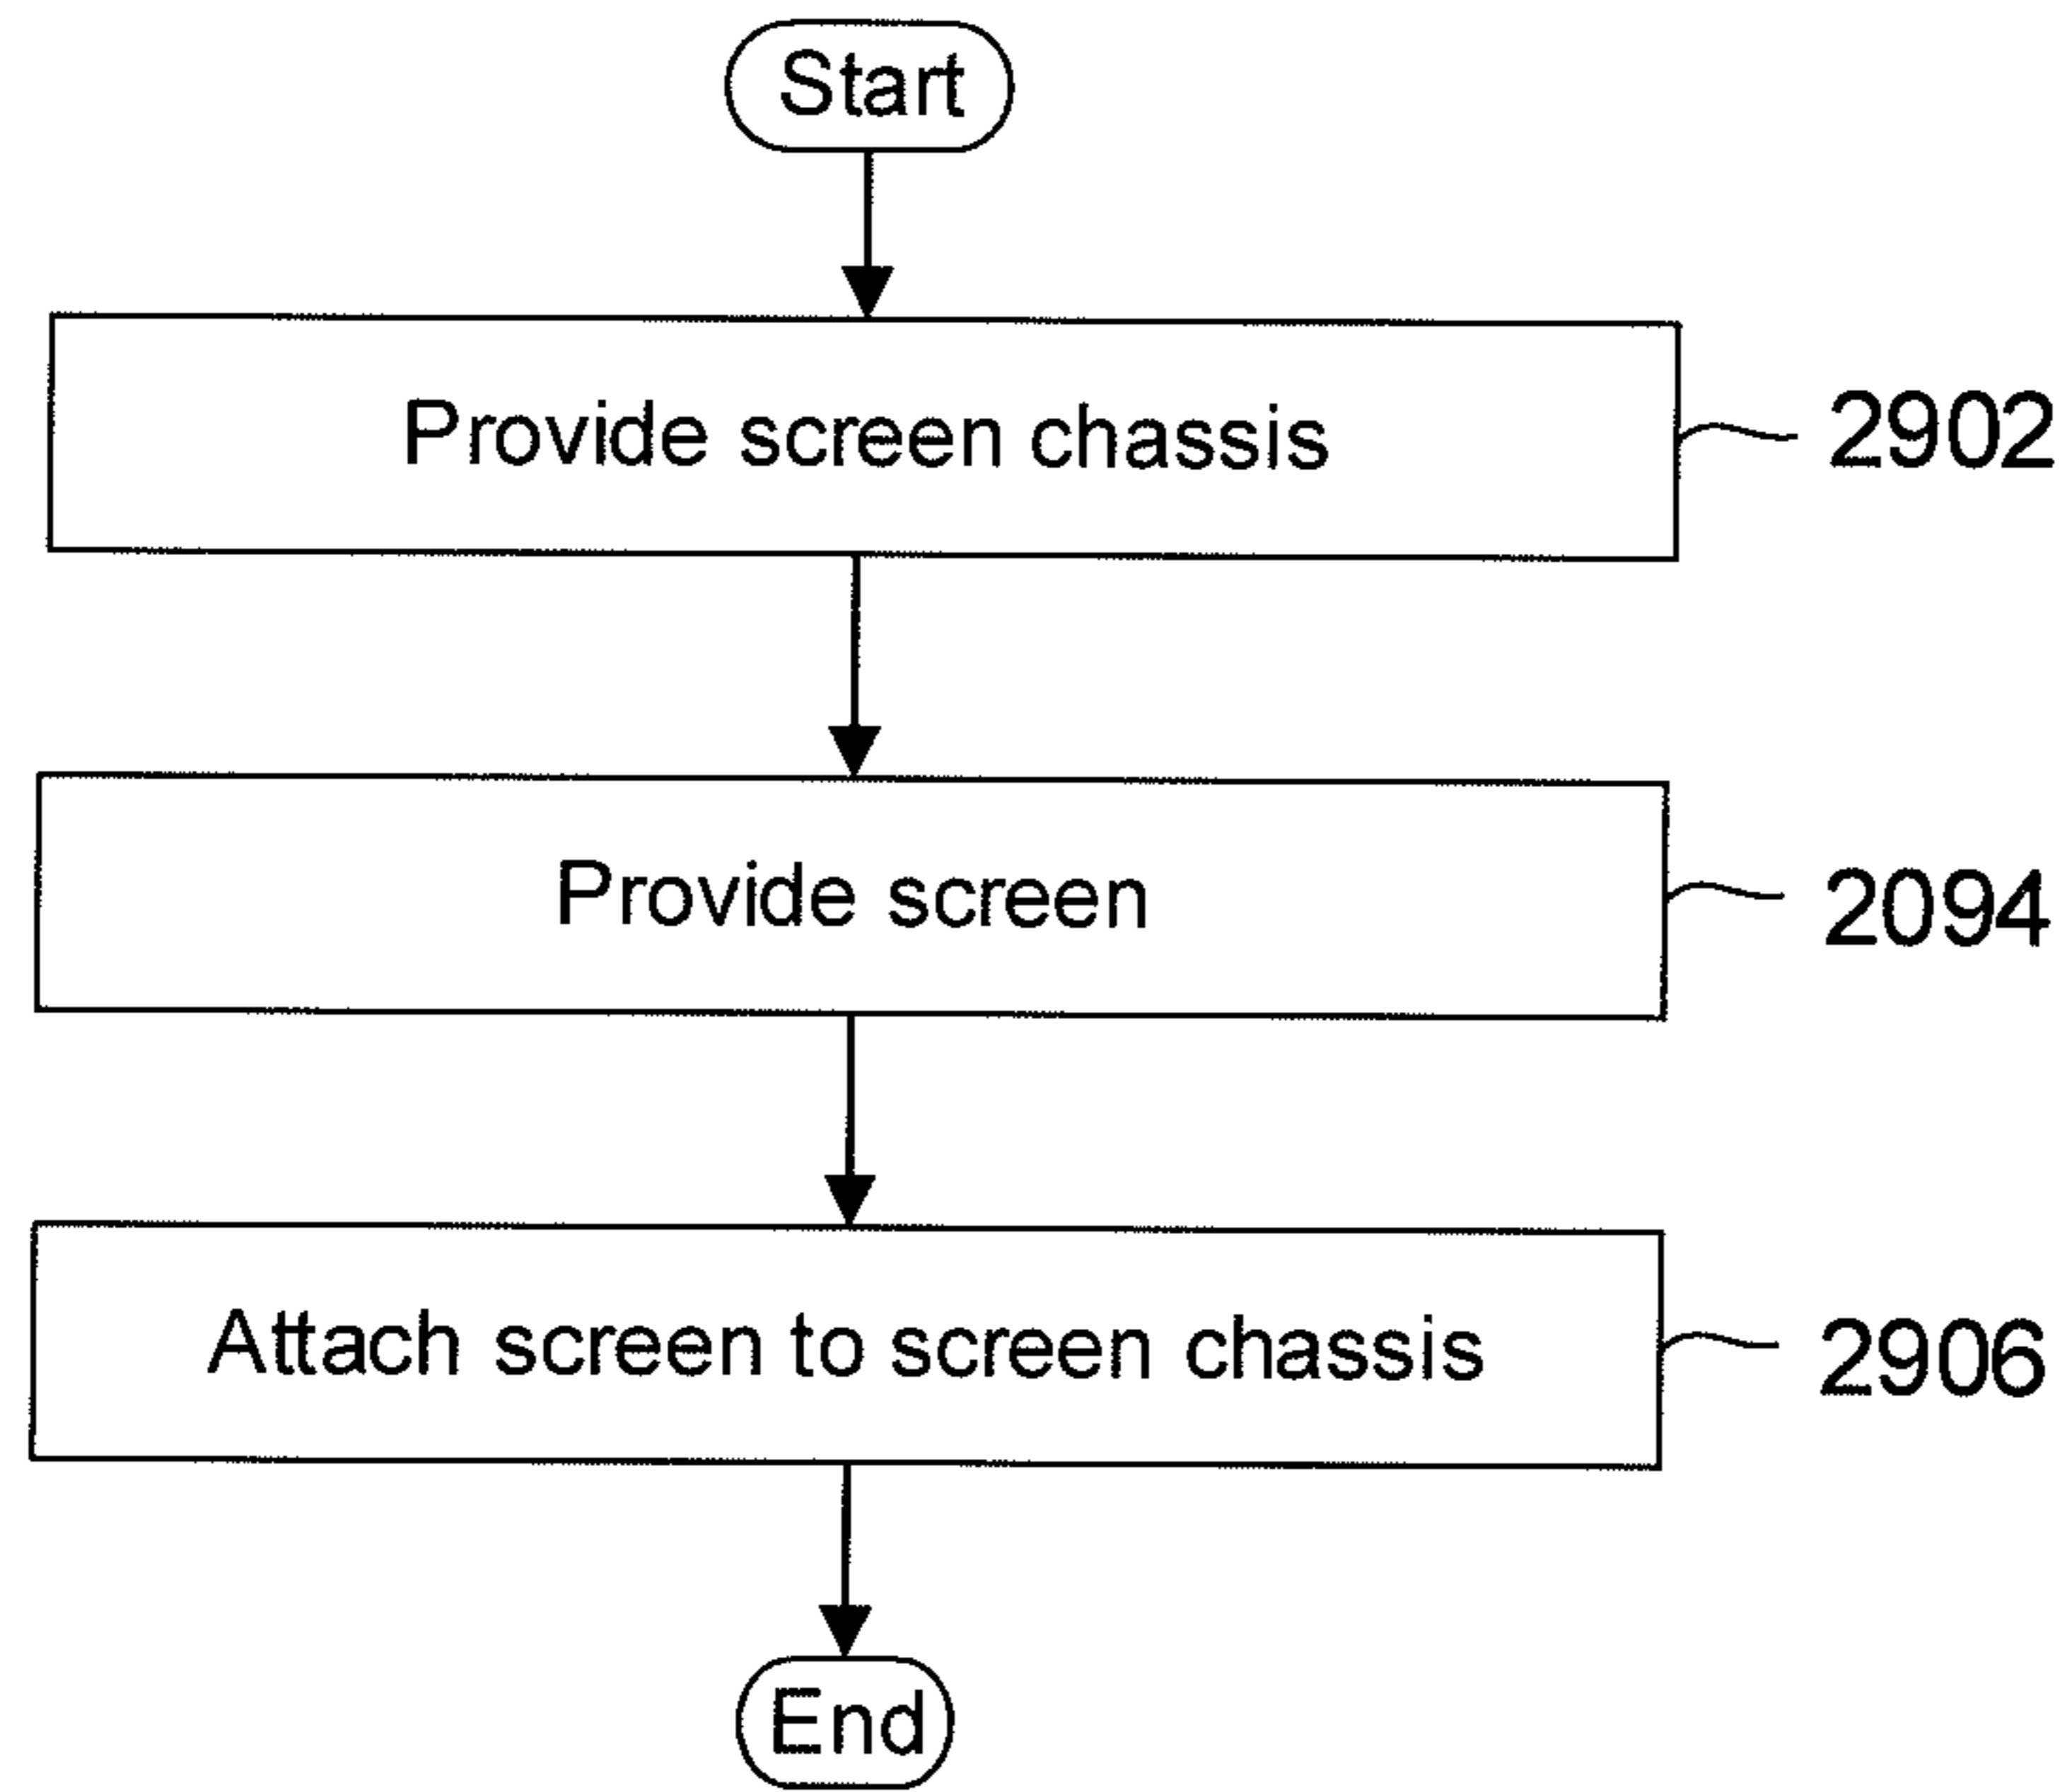 Start
Provide screen chassis
2902
Provide screen
2094
Attach screen to screen chassis
2906
End